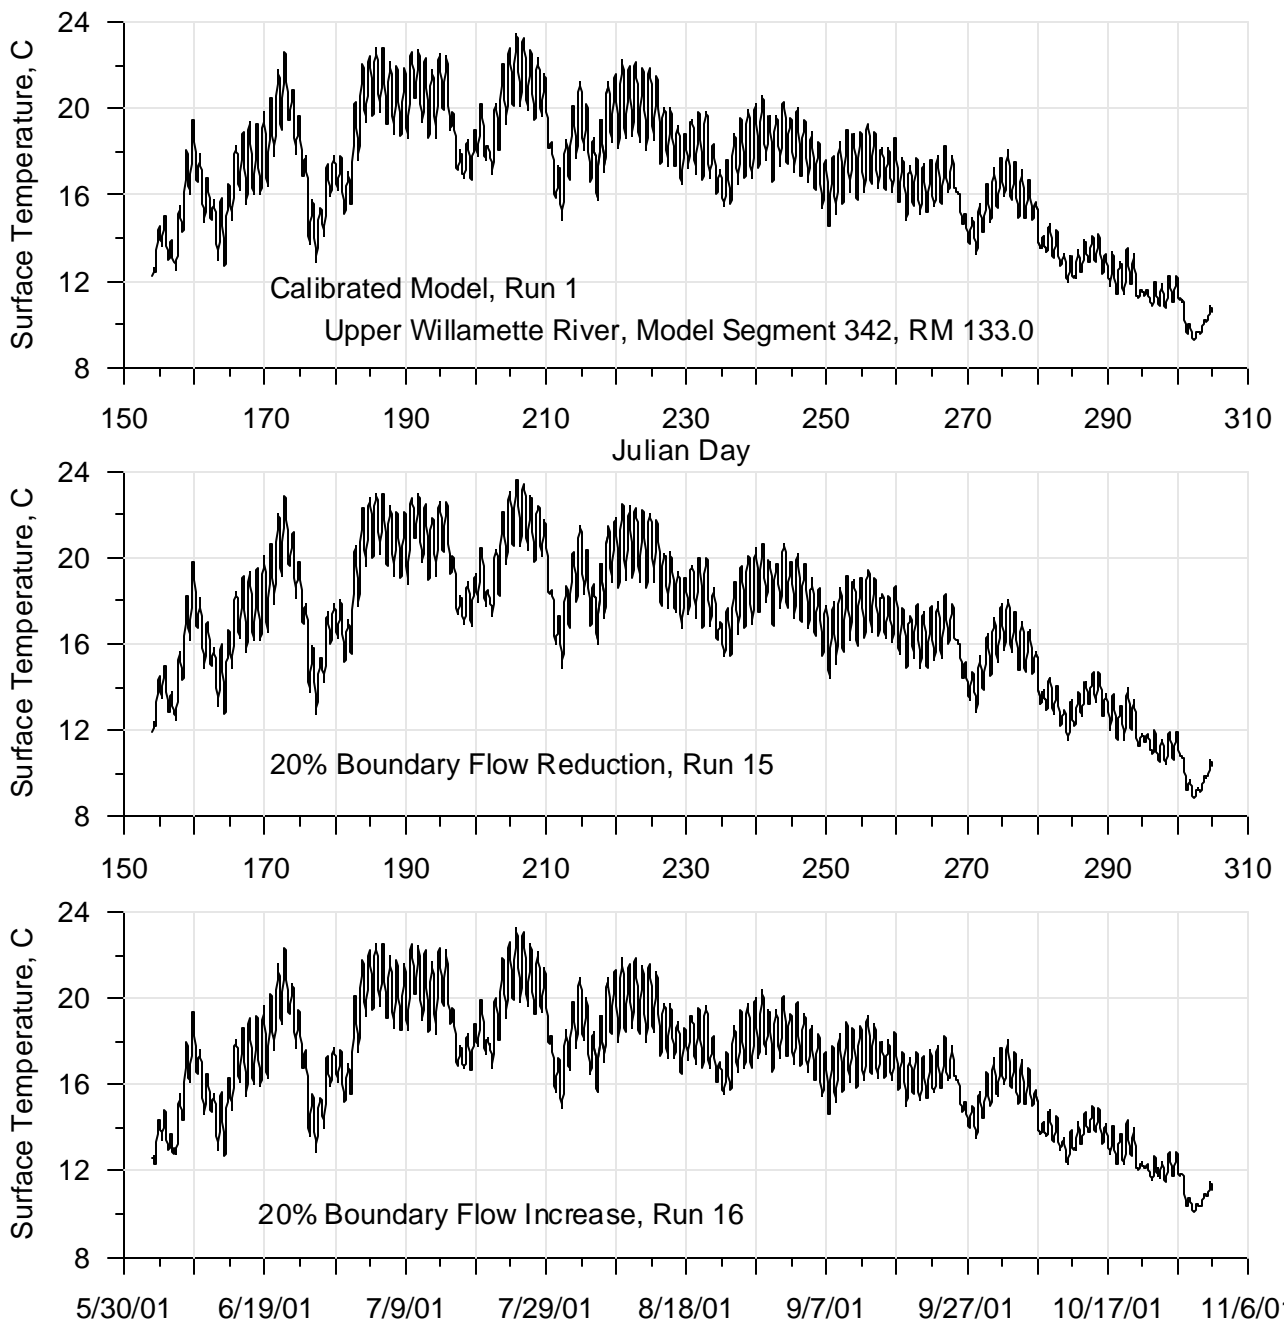 24
20
16
12
8
Surface Temperature, C
Calibrated Model, Run 1
Upper Willamette River, Model Segment 342, RM 133.0
150 170 190 210 230 250 270 290 310
Julian Day
24
20
16
12
8
Surface Temperature, C
20% Boundary Flow Reduction, Run 15
150 170 190 210 230 250 270 290 310
24
20
16
12
8
Surface Temperature, C
20% Boundary Flow Increase, Run 16
5/30/01 6/19/01 7/9/01 7/29/01 8/18/01 9/7/01 9/27/01 10/17/01 11/6/01